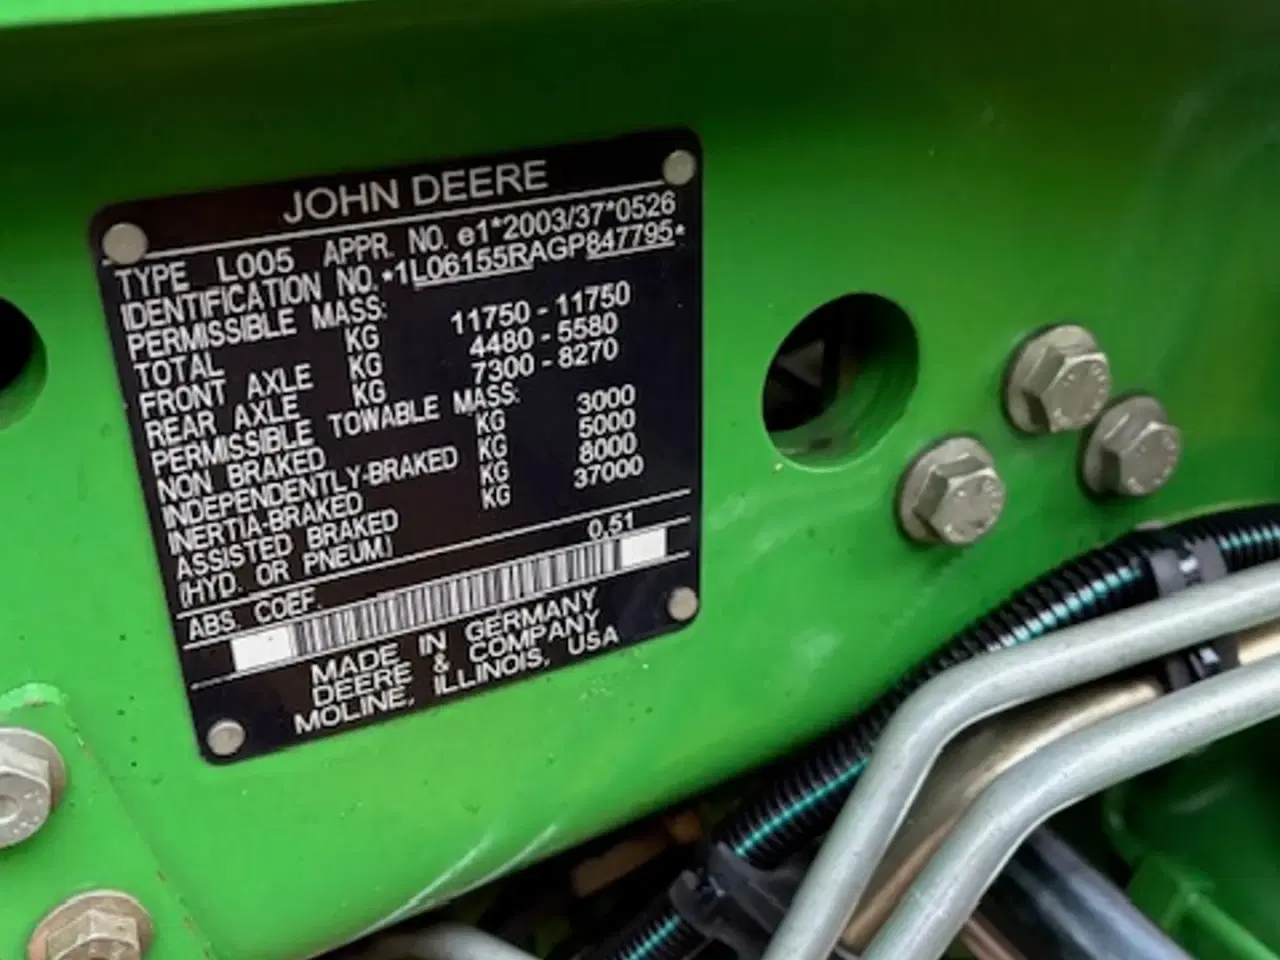 JOHN DEERE
TYPE L005 APPR. NO. e1*2003/37*0526
IDENTIFICATION NO. *1L06155RAGP847795*
PERMISSIBLE MASS:
TOTAL KG 11750 - 11750
FRONT AXLE KG 4480 - 5580
REAR AXLE KG 7300 - 8270
PERMISSIBLE TOWABLE MASS:
NON BRAKED KG 3000
INDEPENDENTLY-BRAKED KG 5000
INERTIA-BRAKED KG 8000
ASSISTED BRAKED KG 37000
(HYD. OR PNEUM.)
ABS. COEF. 0,51
MADE IN GERMANY
DEERE & COMPANY
MOLINE, ILLINOIS, USA